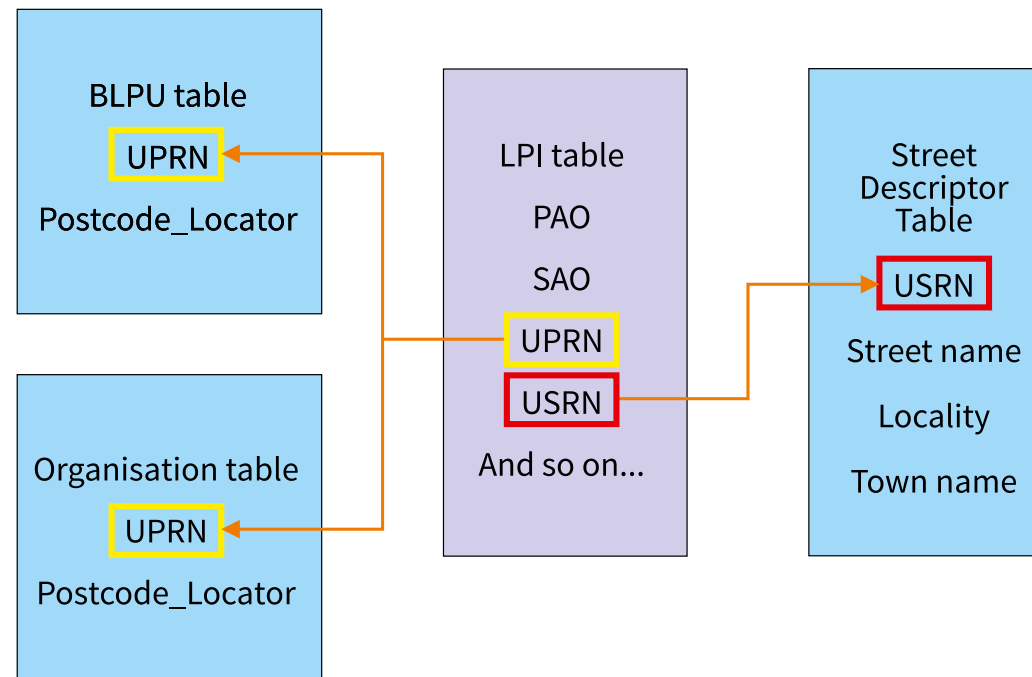 BLPU table
UPRN
Postcode_Locator
Organisation table
UPRN
Postcode_Locator
LPI table
PAO
SAO
UPRN
USRN
And so on...
Street
Descriptor
Table
USRN
Street name
Locality
Town name